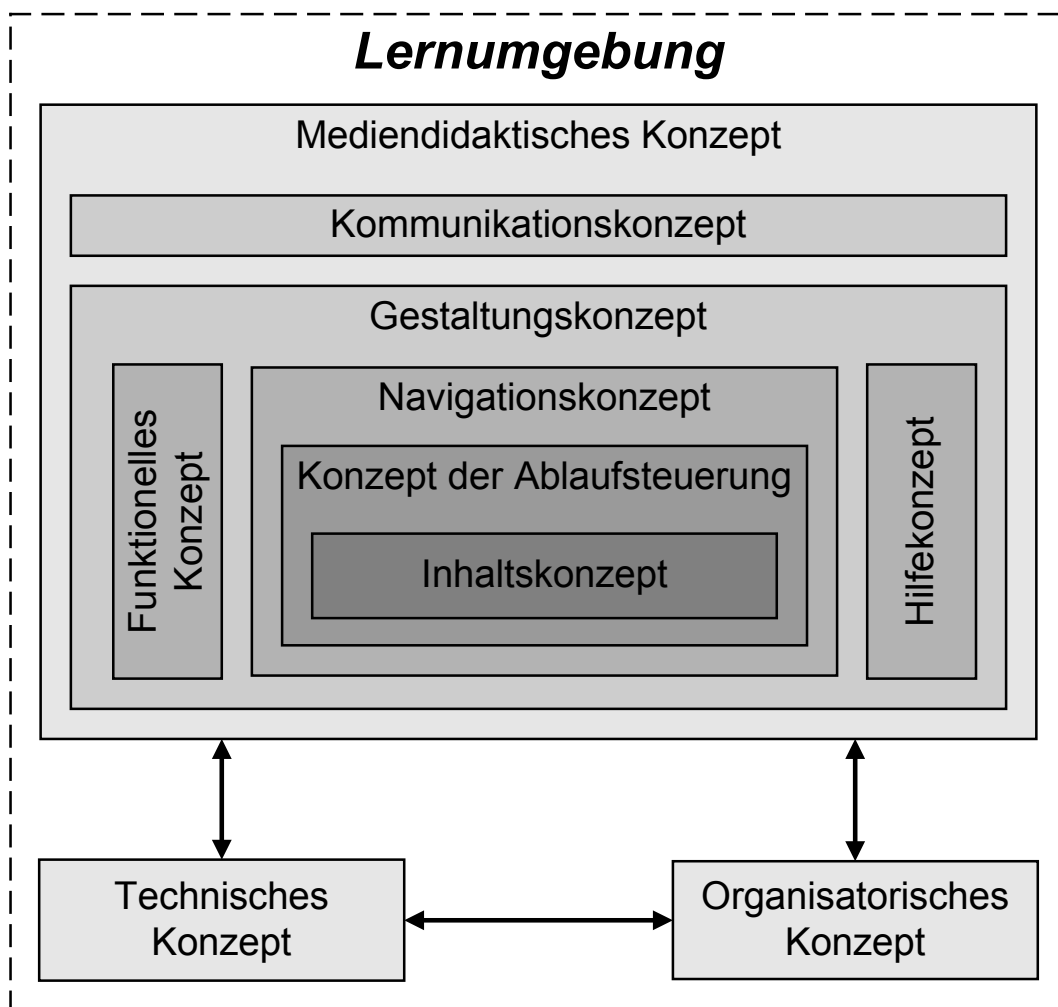 Lernumgebung
Mediendidaktisches Konzept
Kommunikationskonzept
Gestaltungskonzept
Funktionelles
Konzept
Navigationskonzept
Konzept der Ablaufsteuerung
Inhaltskonzept
Hilfekonzept
Technisches
Konzept
Organisatorisches
Konzept